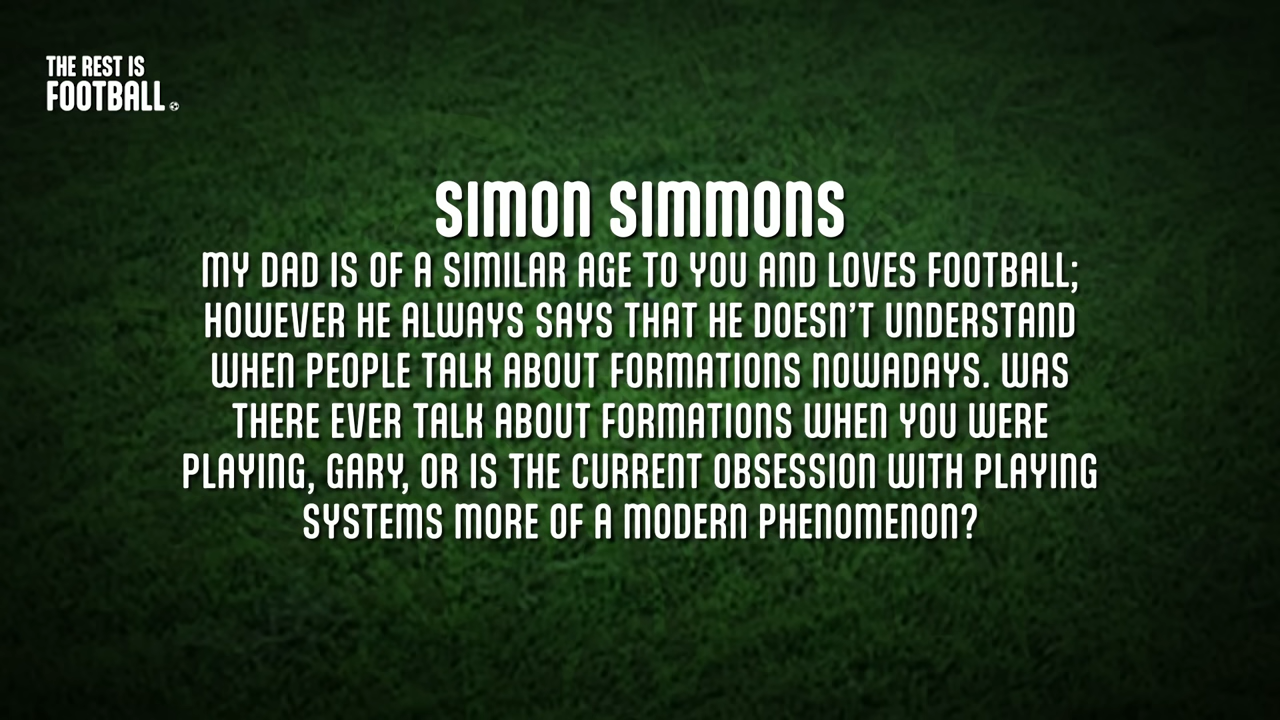 THE REST IS
FOOTBALL
SIMON SIMMONS
MY DAD IS OF A SIMILAR AGE TO YOU AND LOVES FOOTBALL;
HOWEVER HE ALWAYS SAYS THAT HE DOESN'T UNDERSTAND
WHEN PEOPLE TALK ABOUT FORMATIONS NOWADAYS. WAS
THERE EVER TALK ABOUT FORMATIONS WHEN YOU WERE
PLAYING, GARY, OR IS THE CURRENT OBSESSION WITH PLAYING
SYSTEMS MORE OF A MODERN PHENOMENON?